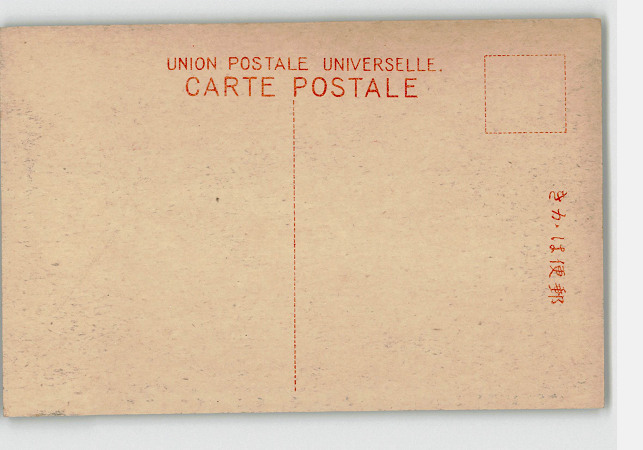 UNION POSTALE UNIVERSELLE.
CARTE POSTALE
郵便はかき